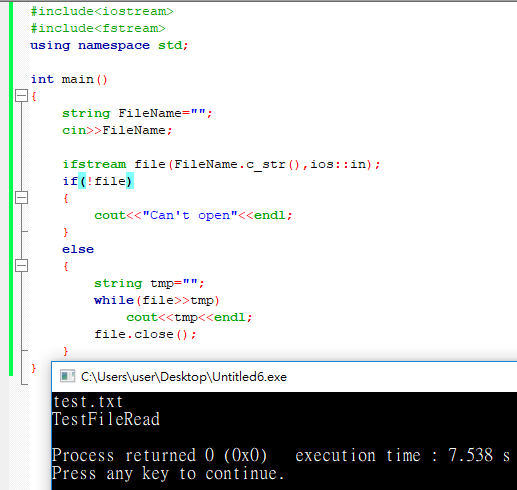 #include<iostream>
#include<fstream>
using namespace std;
int main()
{
string FileName="";
cin>>FileName;
ifstream file(FileName.c_str(),ios::in);
if(!file)
{
cout<<"Can't open"<<endl;
}
else
{
string tmp="";
while(file>>tmp)
cout<<tmp<<endl;
file.close();
}
}
C:\Users\user\Desktop\Untitled6.exe
test.txt
TestFileRead
Process returned 0 (0x0)   execution time : 7.538 s
Press any key to continue.